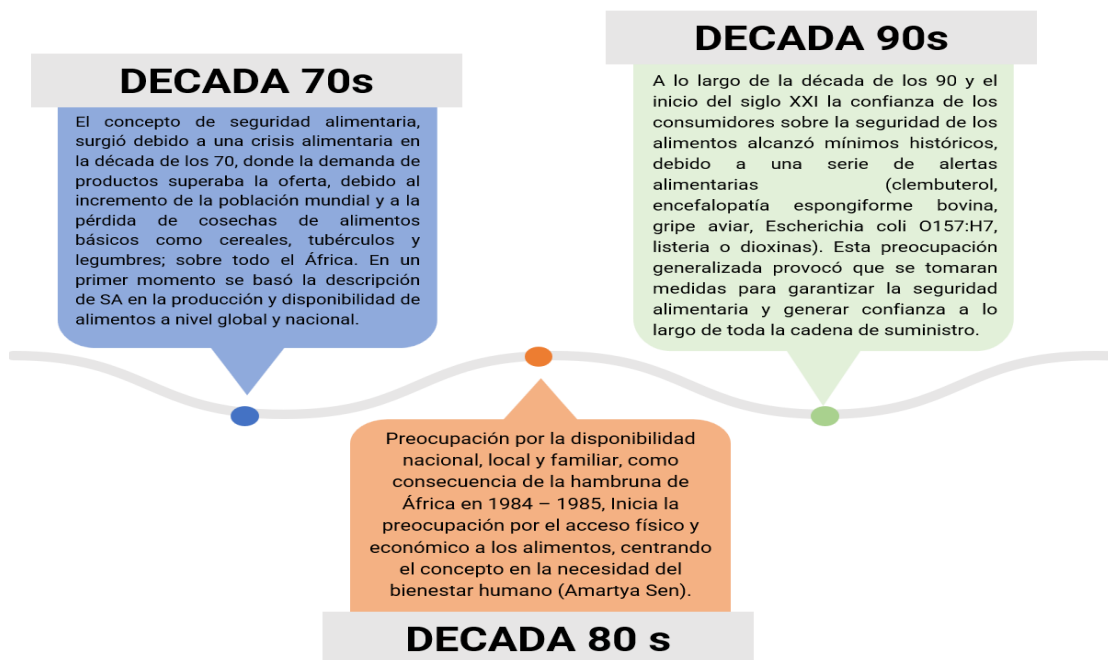 DECADA 70s
El concepto de seguridad alimentaria,
surgió debido a una crisis alimentaria en
la década de los 70, donde la demanda de
productos superaba la oferta, debido al
incremento de la población mundial y a la
pérdida de cosechas de alimentos
básicos como cereales, tubérculos y
legumbres; sobre todo el África. En un
primer momento se basó la descripción
de SA en la producción y disponibilidad de
alimentos a nivel global y nacional.
Preocupación por la disponibilidad
nacional, local y familiar, como
consecuencia de la hambruna de
África en 1984 – 1985, Inicia la
preocupación por el acceso físico y
económico a los alimentos, centrando
el concepto en la necesidad del
bienestar humano (Amartya Sen).
DECADA 80 s
DECADA 90s
A lo largo de la década de los 90 y el
inicio del siglo XXI la confianza de los
consumidores sobre la seguridad de los
alimentos alcanzó mínimos históricos,
debido a una serie de alertas
alimentarias (clembuterol,
encefalopatía espongiforme bovina,
gripe aviar, Escherichia coli O157:H7,
listeria o dioxinas). Esta preocupación
generalizada provocó que se tomaran
medidas para garantizar la seguridad
alimentaria y generar confianza a lo
largo de toda la cadena de suministro.